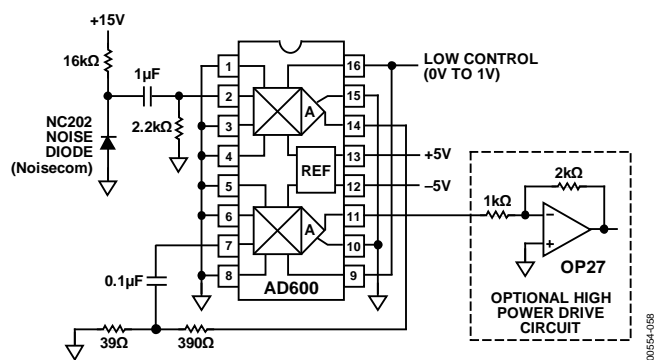 +15V
16kΩ
1µF
NC202
NOISE
DIODE
(Noisecom)
2.2kΩ
1
2
3
4
5
6
7
8
16
15
14
13
12
11
10
9
A
REF
A
AD600
LOW CONTROL
(0V TO 1V)
+5V
–5V
0.1µF
39Ω
390Ω
1kΩ
2kΩ
–
+
OP27
OPTIONAL HIGH
POWER DRIVE
CIRCUIT
00554-058